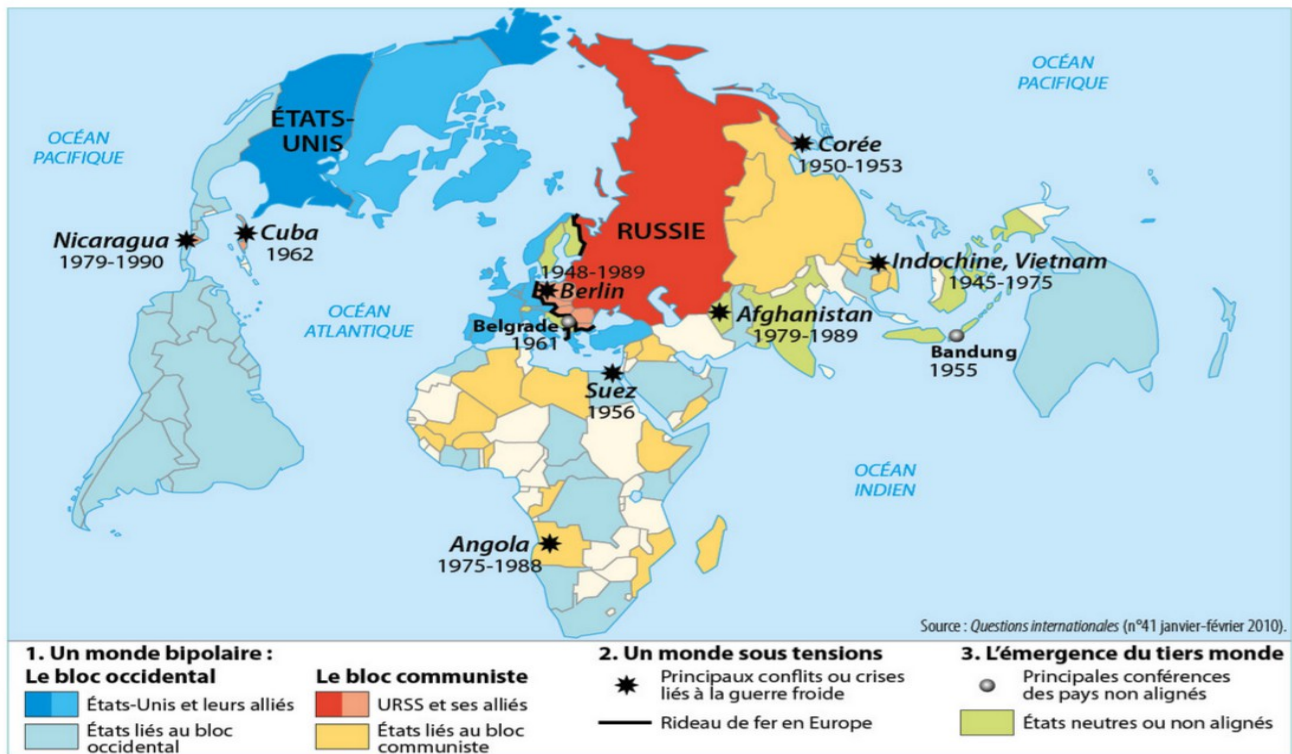 OCÉAN
PACIFIQUE
ÉTATS-
UNIS
OCÉAN
PACIFIQUE
Corée
1950-1953
Nicaragua
1979-1990
Cuba
1962
RUSSIE
1948-1989
Berlin
Indochine, Vietnam
1945-1975
OCÉAN
ATLANTIQUE
Belgrade
1961
Afghanistan
1979-1989
Bandung
1955
Suez
1956
OCÉAN
INDIEN
Angola
1975-1988
Source : Questions internationales (n°41 janvier-février 2010).
1. Un monde bipolaire :
Le bloc occidental
États-Unis et leurs alliés
États liés au bloc
occidental
Le bloc communiste
URSS et ses alliés
États liés au bloc
communiste
2. Un monde sous tensions
Principaux conflits ou crises
liés à la guerre froide
Rideau de fer en Europe
3. L'émergence du tiers monde
Principales conférences
des pays non alignés
États neutres ou non alignés